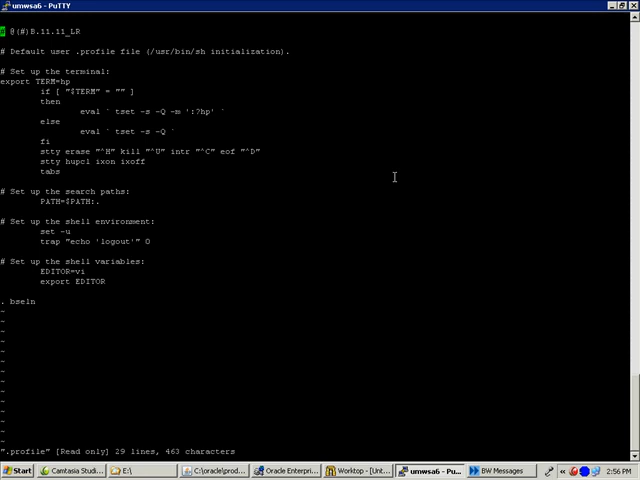 umwsa6 - PuTTY
# @(#)B.11.11_LR
# Default user .profile file (/usr/bin/sh initialization).
# Set up the terminal:
export TERM=hp
if [ "$TERM" = "" ]
then
eval ` tset -s -Q -m ':?hp' `
else
eval ` tset -s -Q `
fi
stty erase "^H" kill "^U" intr "^C" eof "^D"
stty hupcl ixon ixoff
tabs
# Set up the search paths:
PATH=$PATH:.
# Set up the shell environment:
set -u
trap "echo 'logout'" 0
# Set up the shell variables:
EDITOR=vi
export EDITOR
. bseln
~
~
~
~
~
~
~
~
~
~
~
~
~
~
".profile" [Read only] 29 lines, 463 characters
Start
Camtasia Studi...
E:\
C:\oracle\prod...
Oracle Enterpri...
Worktop - [Unt...
umwsa6 - Pu...
BW Messages
«
2:56 PM